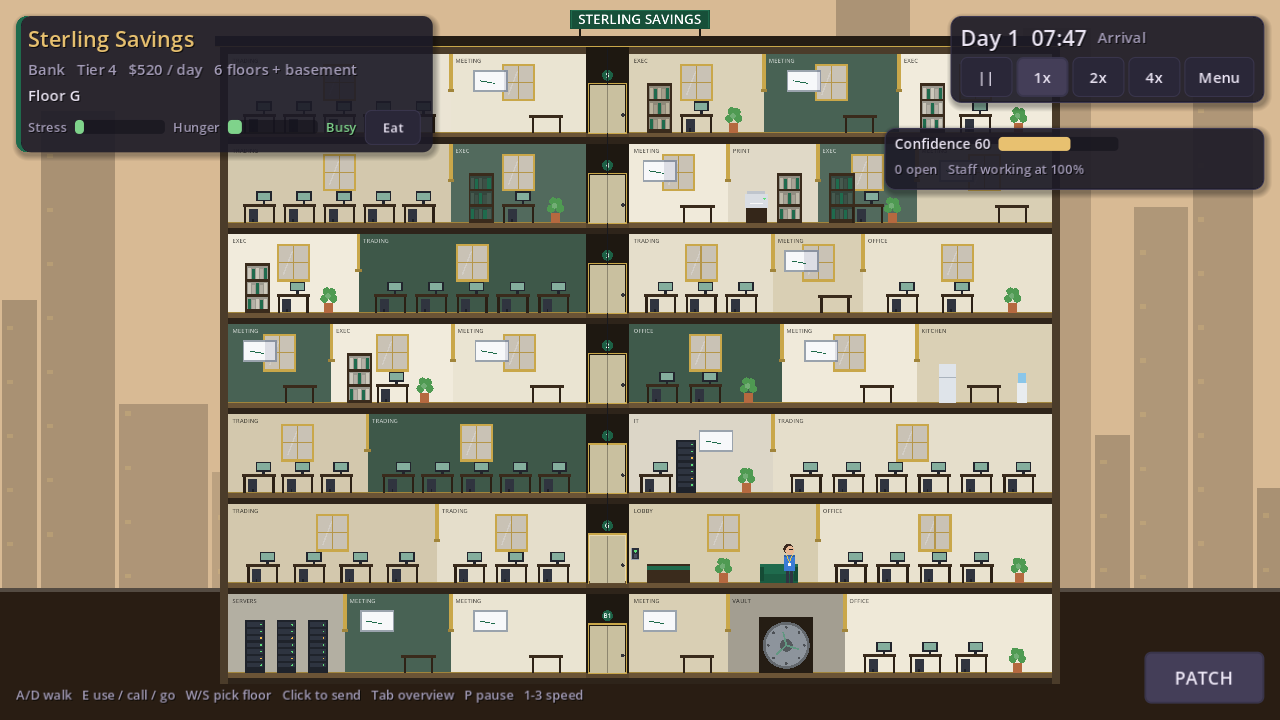 STERLING SAVINGS
Sterling Savings
Bank Tier 4 $520 / day 6 floors + basement
Floor G
Stress Hunger Busy Eat
Day 1 07:47 Arrival
|| 1x 2x 4x Menu
Confidence 60
0 open Staff working at 100%
MEETING EXEC MEETING EXEC
EXEC MEETING PRINT EXEC
EXEC TRADING TRADING MEETING OFFICE
MEETING EXEC MEETING OFFICE MEETING KITCHEN
TRADING TRADING IT TRADING
TRADING TRADING G LOBBY OFFICE
SERVERS MEETING MEETING B1 MEETING VAULT OFFICE
A/D walk E use / call / go W/S pick floor Click to send Tab overview P pause 1-3 speed
PATCH